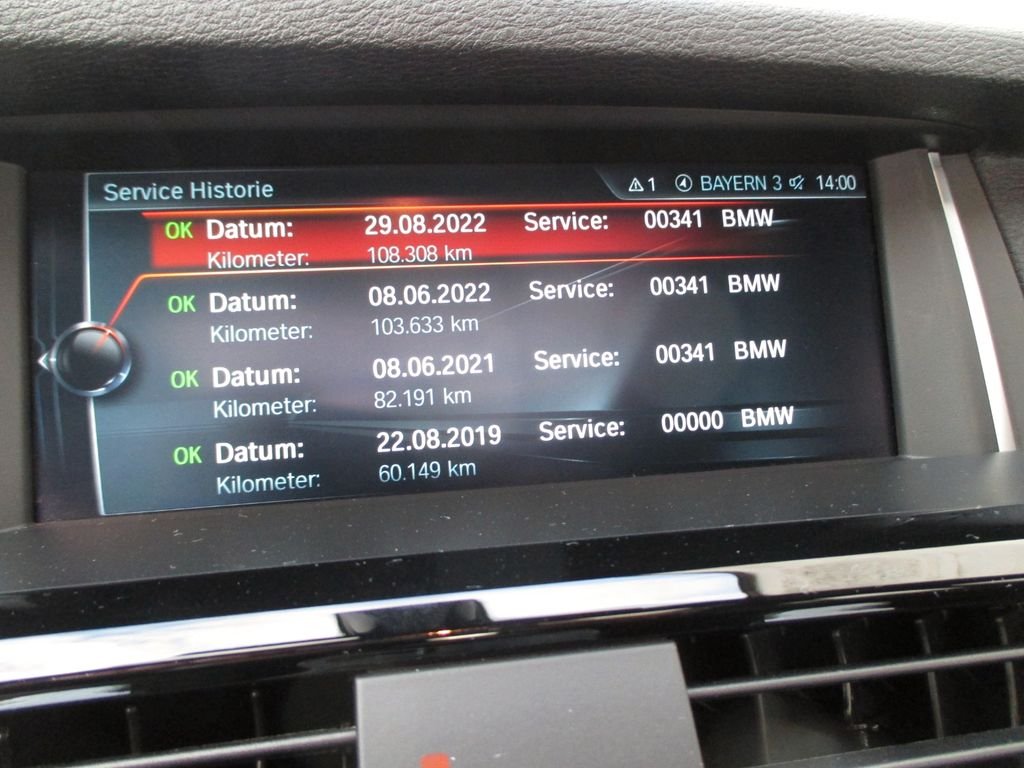 Service Historie 1 BAYERN 3 14:00
OK Datum: 29.08.2022 Service: 00341 BMW
Kilometer: 108.308 km
OK Datum: 08.06.2022 Service: 00341 BMW
Kilometer: 103.633 km
OK Datum: 08.06.2021 Service: 00341 BMW
Kilometer: 82.191 km
OK Datum: 22.08.2019 Service: 00000 BMW
Kilometer: 60.149 km